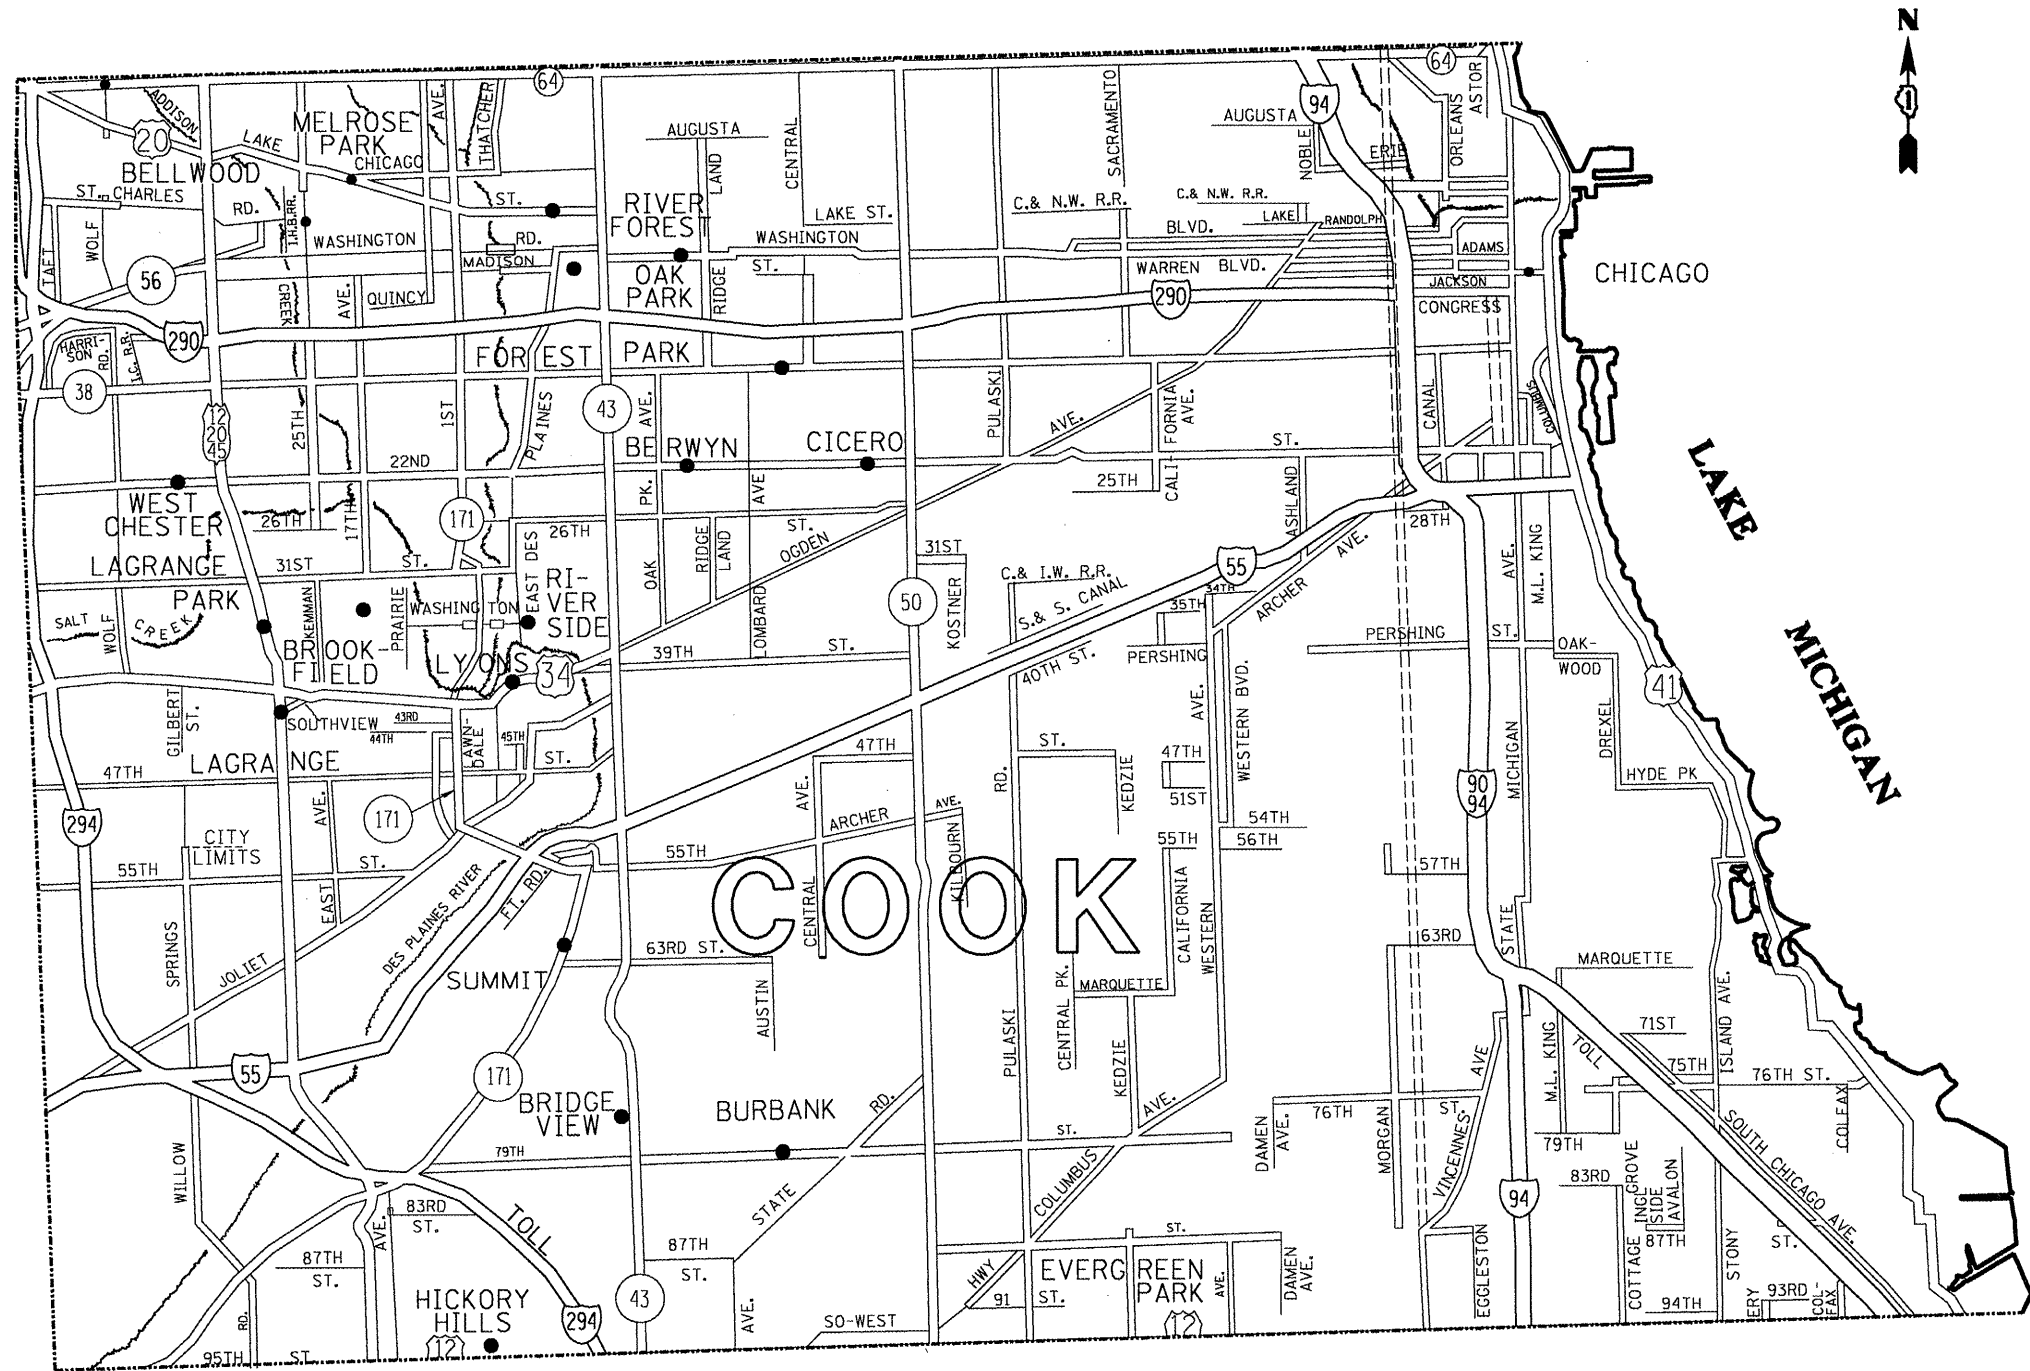 N
1
64
64
94
ADDISON
AVE.
THATCHER
MELROSE
PARK
20
LAKE
CHICAGO
BELLWOOD
AUGUSTA
LAND
CENTRAL
SACRAMENTO
AUGUSTA
NOBLE
ERIE
ORLEANS
ASTOR
ST. CHARLES
RD.
ST.
RIVER
FOREST
LAKE ST.
C.& N.W. R.R.
C.& N.W. R.R.
LAKE
RANDOLPH
TAFT
WOLF
I.H.B.RR.
WASHINGTON
RD.
WASHINGTON
BLVD.
ADAMS
56
MADISON
ST.
WARREN BLVD.
OAK
PARK
RIDGE
CHICAGO
CREEK
AVE.
QUINCY
290
JACKSON
CONGRESS
HARRI-
SON
RD.
I.C. R.R.
290
FOREST PARK
38
12
20
45
25TH
1ST
PLAINES
43
AVE.
PULASKI
AVE.
CALI-
FORNIA
AVE.
CANAL
COLUMBUS
BERWYN
CICERO
ST.
LAKE
22ND
25TH
PK.
AVE
ASHLAND
WEST
CHESTER
26TH
17TH
171
26TH
ST.
28TH
OGDEN
31ST
LAGRANGE
PARK
31ST
ST.
EAST DES
OAK
RIDGE
LAND
55
AVE.
AVE.
M.L. KING
C.& I.W. R.R.
34TH
ARCHER
SALT
CREEK
WOLF
BRKENMAN
PRAIRIE
WASHINGTON
RI-
VER
SIDE
LOMBARD
50
KOSTNER
S.& S. CANAL
35TH
PERSHING
ST.
OAK-
WOOD
MICHIGAN
BROOK-
FIELD
LYONS
34
39TH
ST.
40TH ST.
PERSHING
41
GILBERT
ST.
SOUTHVIEW
43RD
44TH
DAWN-
DALE
45TH
AVE.
WESTERN BVD.
DREXEL
LAGRANGE
47TH
ST.
47TH
ST.
47TH
MICHIGAN
HYDE PK
171
AVE.
AVE.
RD.
KEDZIE
51ST
90
94
294
CITY
LIMITS
ARCHER
AVE.
54TH
56TH
55TH
ST.
55TH
KILBOURN
55TH
57TH
EAST
DES PLAINES RIVER
FT. RD.
COOK
CENTRAL
CALIFORNIA
WESTERN
STATE
SPRINGS
JOLIET
SUMMIT
63RD ST.
63RD
MARQUETTE
AUSTIN
PULASKI
CENTRAL PK.
MARQUETTE
ISLAND AVE.
55
171
KEDZIE
AVE
M.L. KING
TOLL
71ST
75TH
76TH ST.
BRIDGE
VIEW
BURBANK
RD.
AVE.
76TH
ST.
COLFAX
79TH
ST.
DAMEN
AVE.
MORGAN
VINCENNES
79TH
SOUTH CHICAGO AVE.
WILLOW
83RD
ST.
TOLL
STATE
COLUMBUS
94
83RD
COTTAGE GROVE
INGLE
SIDE
AVALON
87TH
ST.
STONY
AVE.
87TH
ST.
87TH
ST.
ST.
DAMEN
AVE.
EGGLESTON
HICKORY
HILLS
43
AVE.
HWY
EVERGREEN
PARK
AVE.
91
ST.
93RD
94TH
ERY
COL-
FAX
RD.
12
294
SO-WEST
12
95TH
ST.